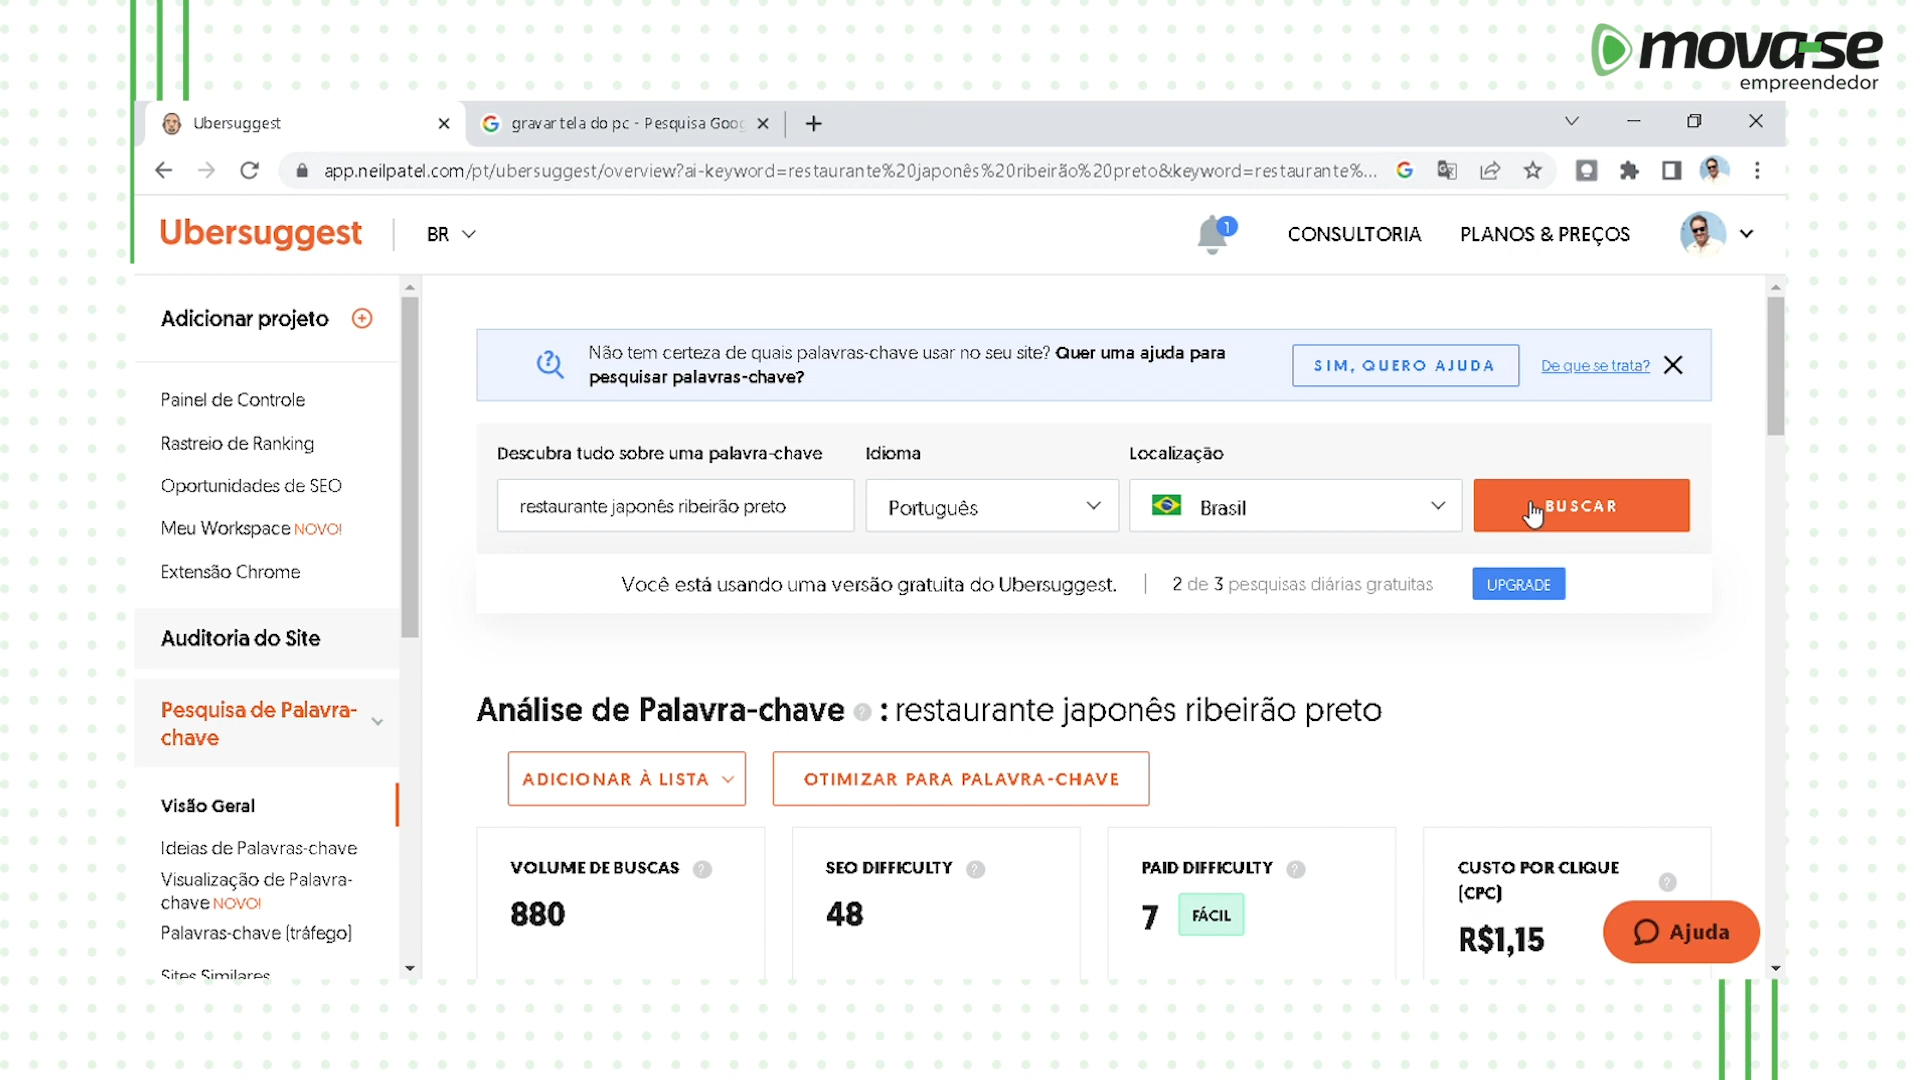 mova-se
empreendedor
Ubersuggest
gravar tela do pc - Pesquisa Goog
app.neilpatel.com/pt/ubersuggest/overview?ai-keyword=restaurante%20japonês%20ribeirão%20preto&keyword=restaurante%...
Ubersuggest
BR
1
CONSULTORIA
PLANOS & PREÇOS
Adicionar projeto
Painel de Controle
Rastreio de Ranking
Oportunidades de SEO
Meu Workspace NOVO!
Extensão Chrome
Auditoria do Site
Pesquisa de Palavra-
chave
Visão Geral
Ideias de Palavras-chave
Visualização de Palavra-
chave NOVO!
Palavras-chave (tráfego)
Sites Similares
Não tem certeza de quais palavras-chave usar no seu site? Quer uma ajuda para
pesquisar palavras-chave?
SIM, QUERO AJUDA
De que se trata?
Descubra tudo sobre uma palavra-chave
Idioma
Localização
restaurante japonês ribeirão preto
Português
Brasil
BUSCAR
Você está usando uma versão gratuita do Ubersuggest.
2 de 3 pesquisas diárias gratuitas
UPGRADE
Análise de Palavra-chave ? : restaurante japonês ribeirão preto
ADICIONAR À LISTA
OTIMIZAR PARA PALAVRA-CHAVE
VOLUME DE BUSCAS ?
880
SEO DIFFICULTY ?
48
PAID DIFFICULTY ?
7 FÁCIL
CUSTO POR CLIQUE
(CPC) ?
R$1,15
Ajuda